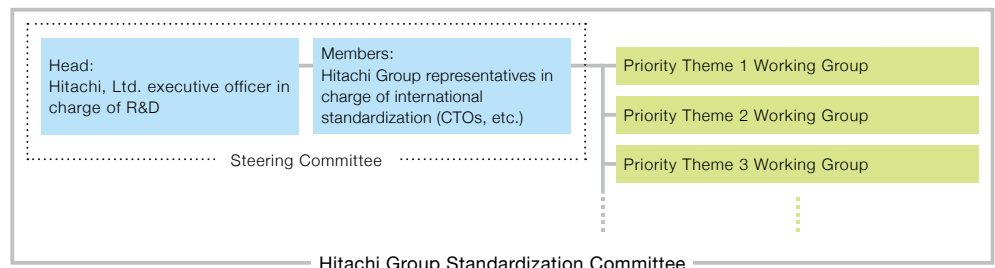 Head:
Hitachi, Ltd. executive officer in
charge of R&D
Members:
Hitachi Group representatives in
charge of international
standardization (CTOs, etc.)
Steering Committee
Priority Theme 1 Working Group
Priority Theme 2 Working Group
Priority Theme 3 Working Group
Hitachi Group Standardization Committee